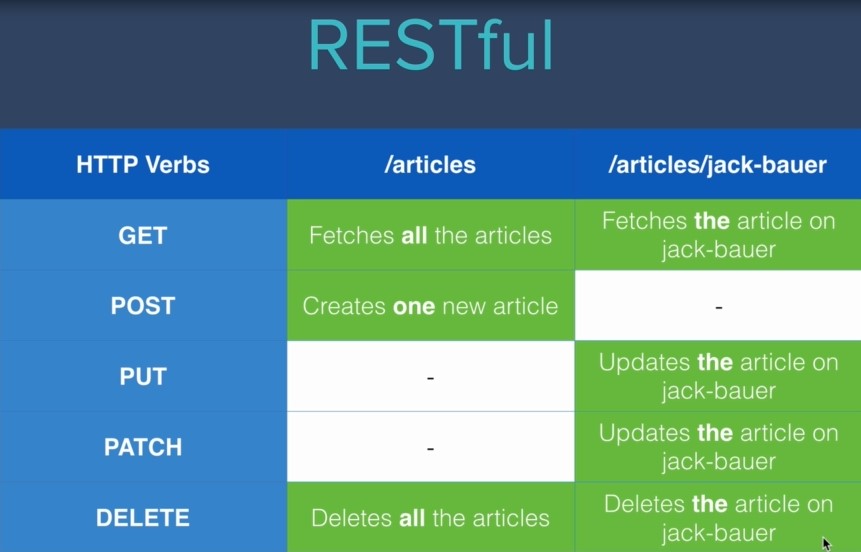 RESTful
HTTP Verbs /articles /articles/jack-bauer
GET Fetches all the articles Fetches the article on
jack-bauer
POST Creates one new article -
PUT - Updates the article on
jack-bauer
PATCH - Updates the article on
jack-bauer
DELETE Deletes all the articles Deletes the article on
jack-bauer